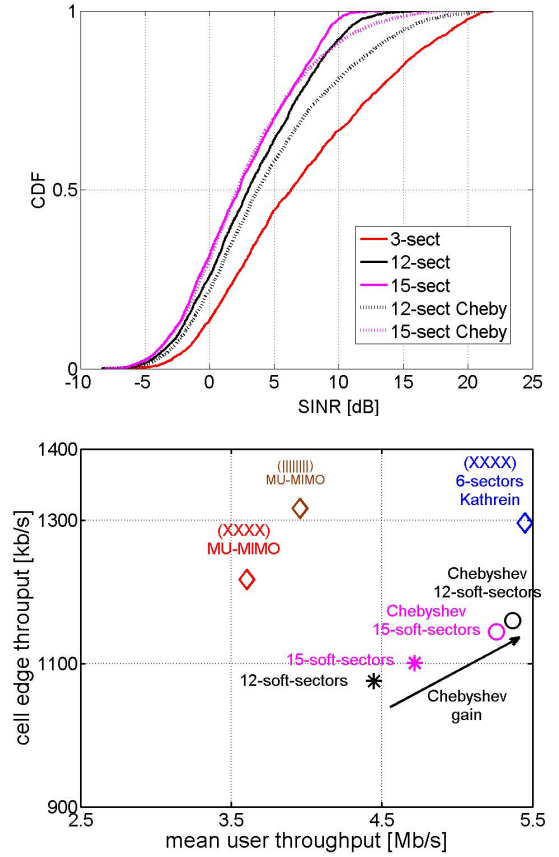 1
0.5
0
CDF
3-sect
12-sect
15-sect
12-sect Cheby
15-sect Cheby
-10 -5 0 5 10 15 20 25
SINR [dB]
1400
1300
1100
900
cell edge throuput [kb/s]
(||||||||)
MU-MIMO
(XXXX)
6-sectors
Kathrein
(XXXX)
MU-MIMO
Chebyshev
12-soft-sectors
Chebyshev
15-soft-sectors
15-soft-sectors
12-soft-sectors
Chebyshev
gain
2.5 3.5 4.5 5.5
mean user throughput [Mb/s]